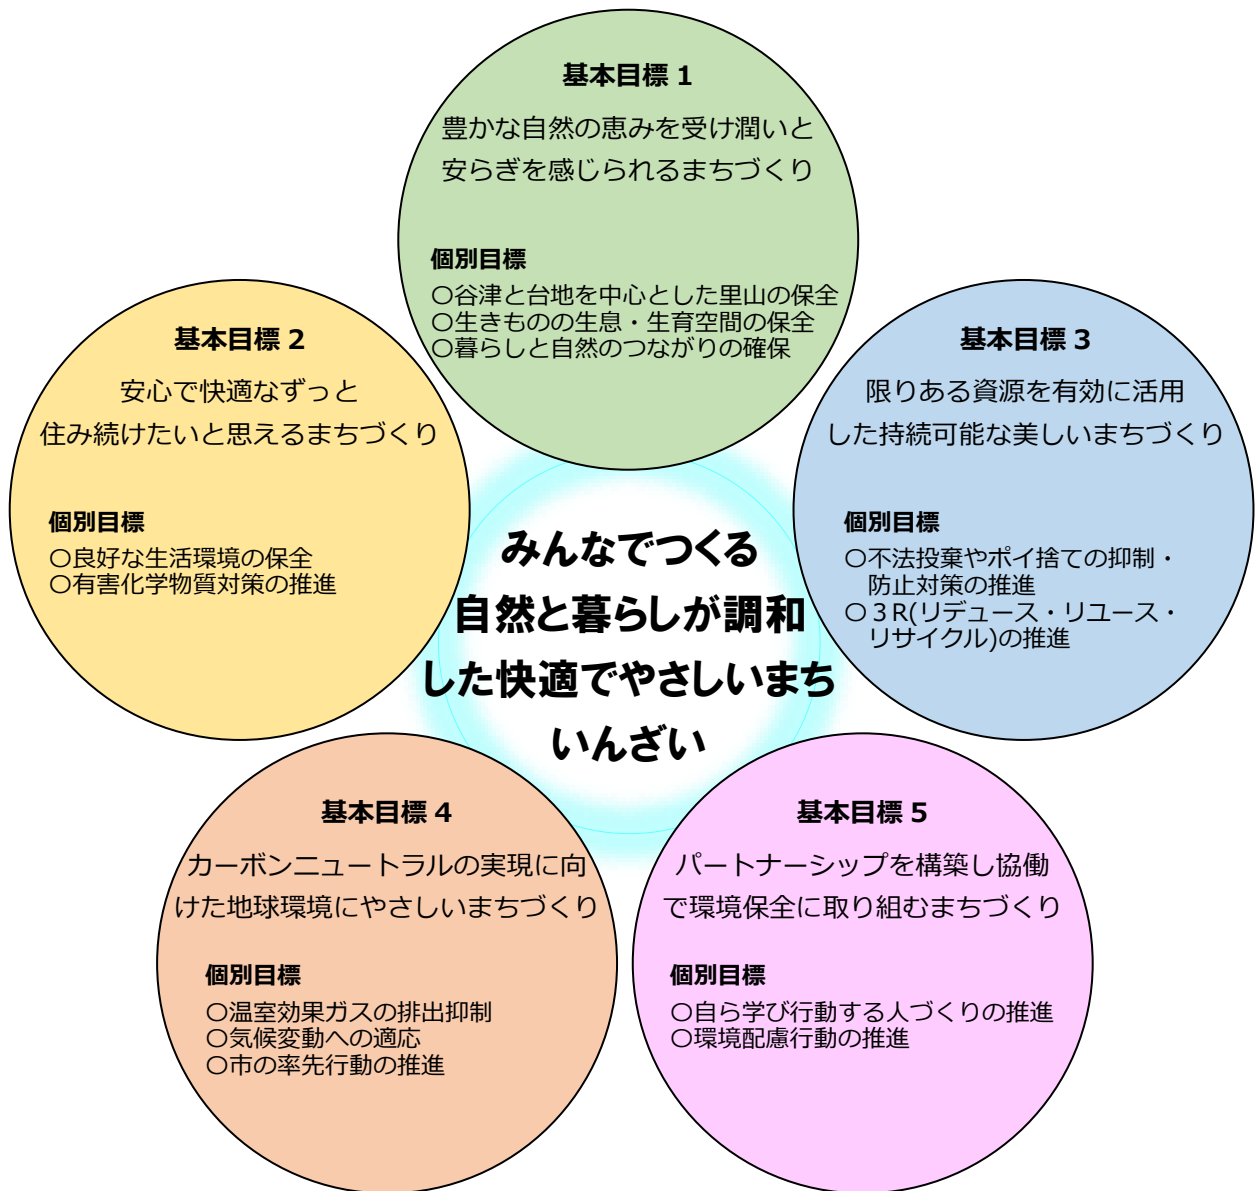 基本目標 1
豊かな自然の恵みを受け潤いと
安らぎを感じられるまちづくり
個別目標
〇谷津と台地を中心とした里山の保全
〇生きものの生息・生育空間の保全
〇暮らしと自然のつながりの確保
基本目標 2
安心で快適なずっと
住み続けたいと思えるまちづくり
個別目標
〇良好な生活環境の保全
〇有害化学物質対策の推進
基本目標 3
限りある資源を有効に活用
した持続可能な美しいまちづくり
個別目標
〇不法投棄やポイ捨ての抑制・
防止対策の推進
〇３R(リデュース・リユース・
リサイクル)の推進
みんなでつくる
自然と暮らしが調和
した快適でやさしいまち
いんざい
基本目標 4
カーボンニュートラルの実現に向
けた地球環境にやさしいまちづくり
個別目標
〇温室効果ガスの排出抑制
〇気候変動への適応
〇市の率先行動の推進
基本目標 5
パートナーシップを構築し協働
で環境保全に取り組むまちづくり
個別目標
〇自ら学び行動する人づくりの推進
〇環境配慮行動の推進